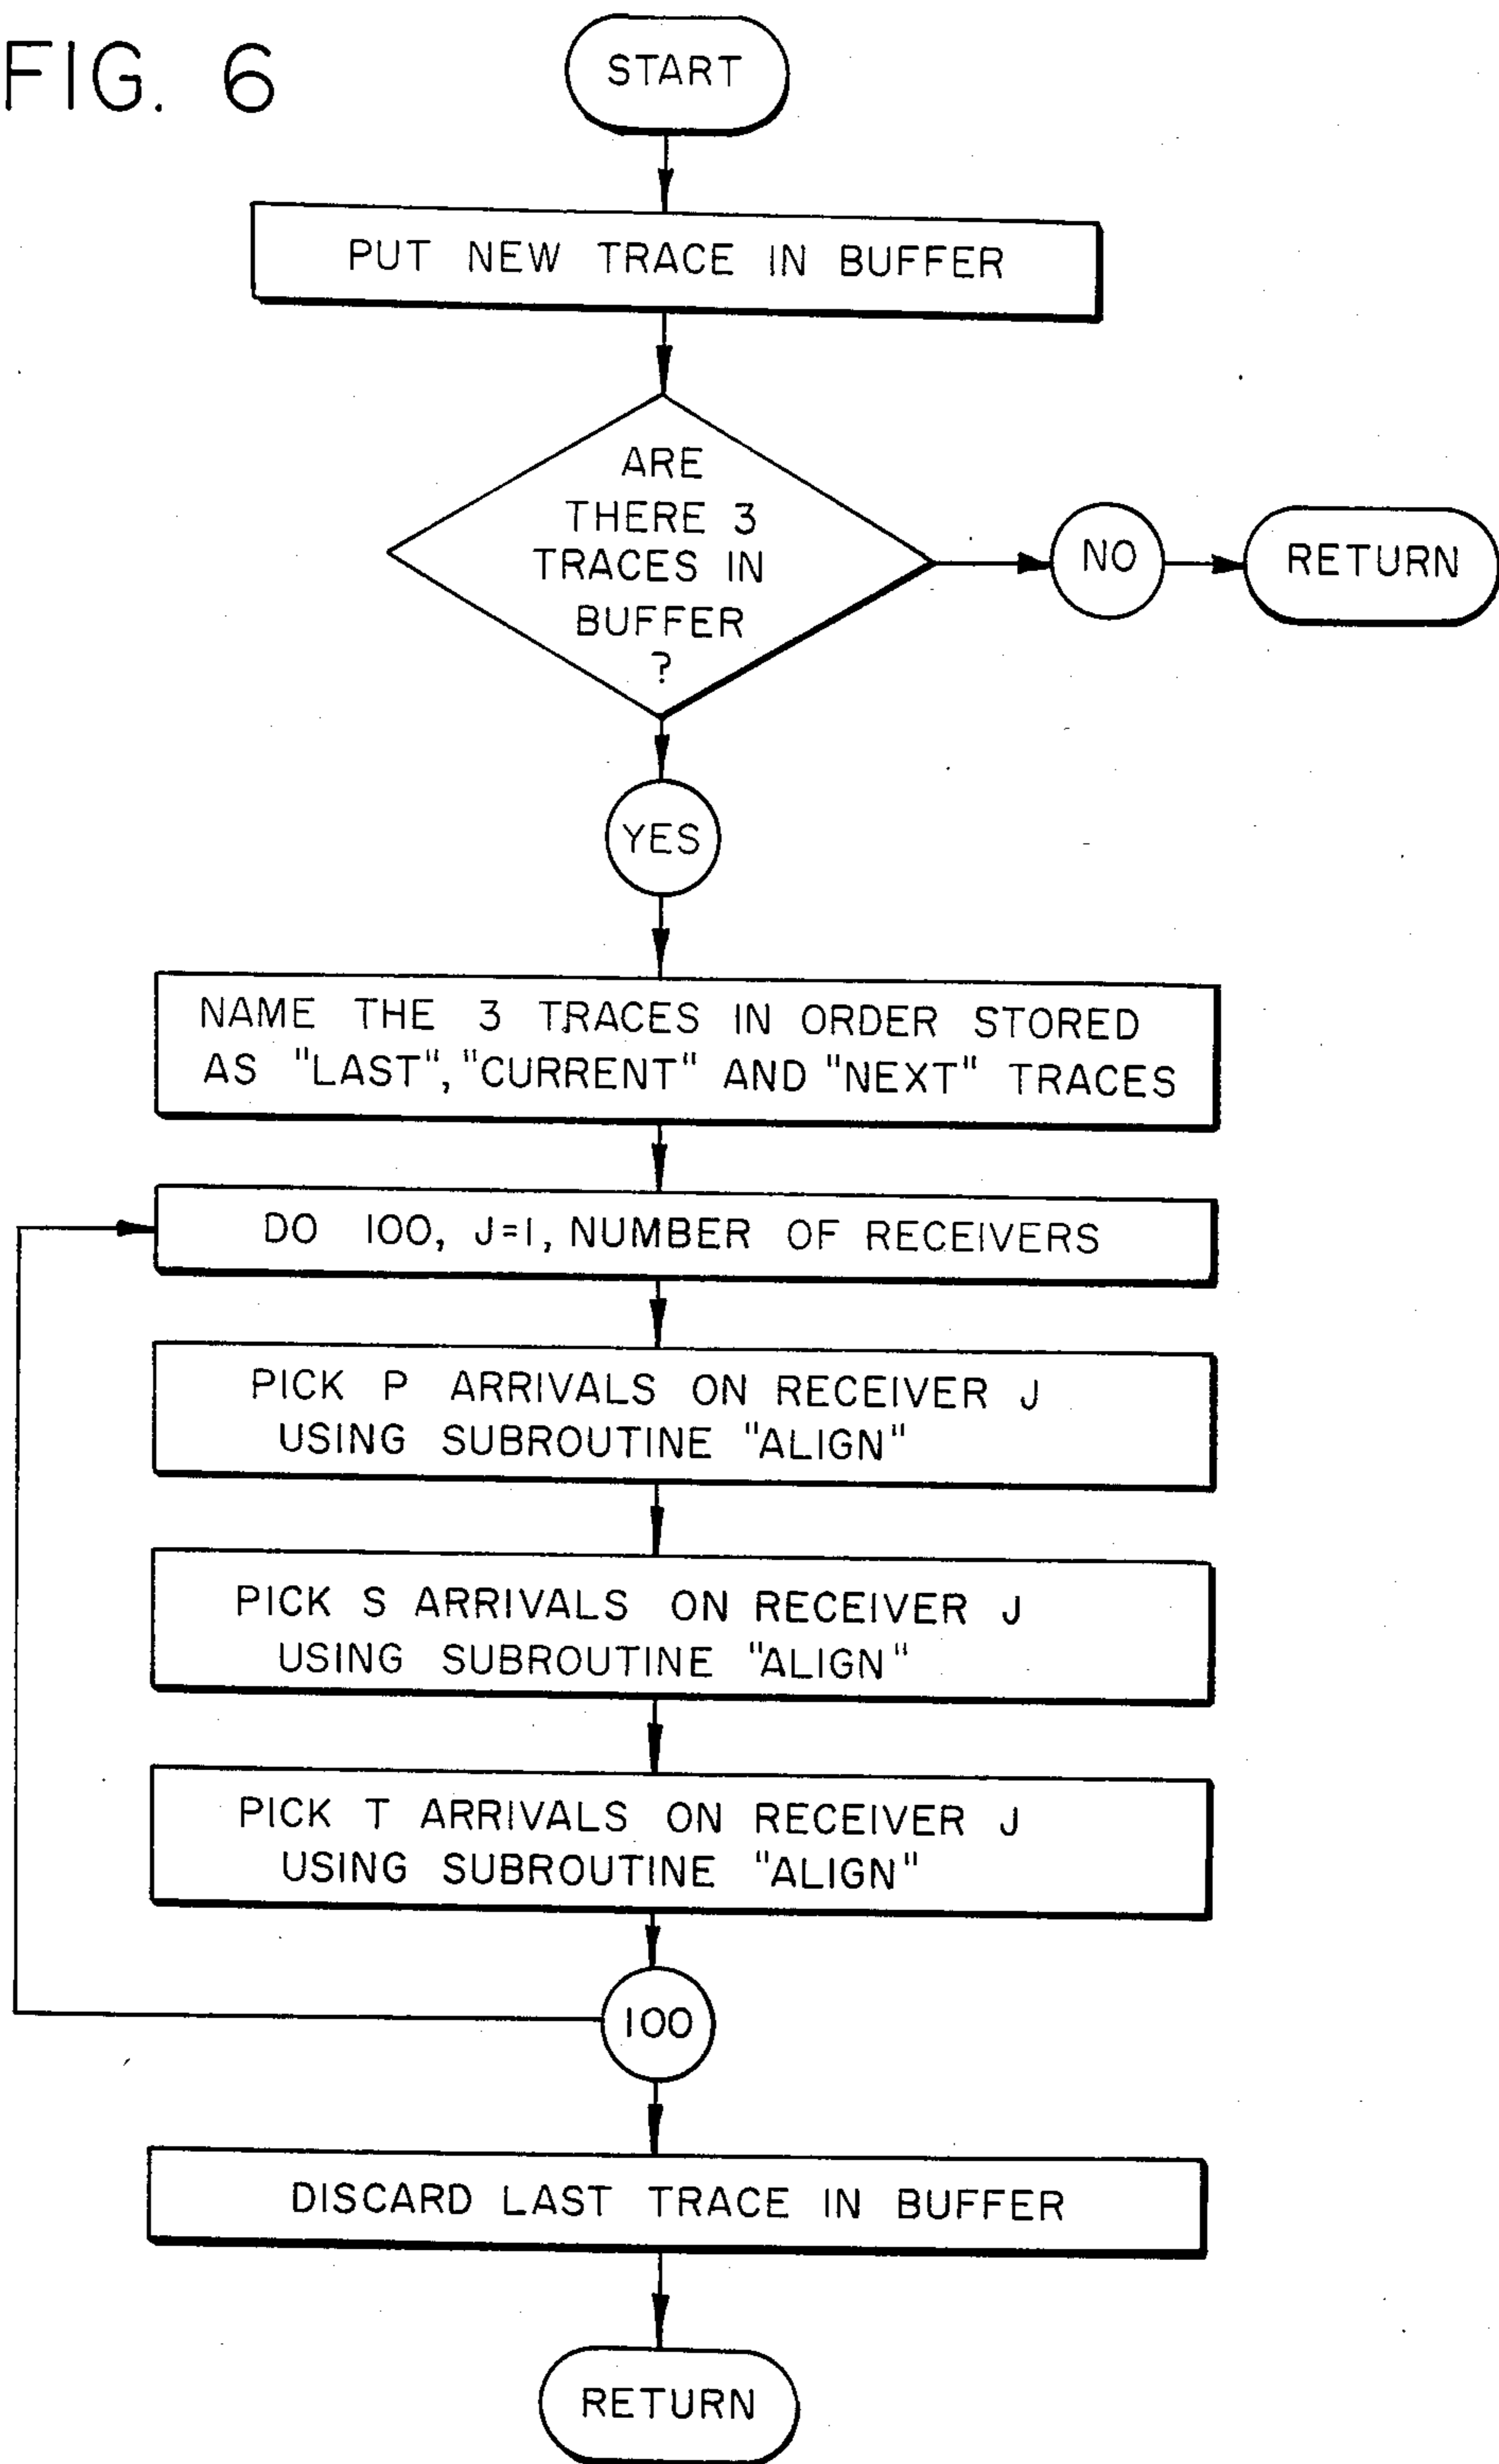 FIG. 6
START
PUT NEW TRACE IN BUFFER
ARE
THERE 3
TRACES IN
BUFFER
?
NO
RETURN
YES
NAME THE 3 TRACES IN ORDER STORED
AS "LAST", "CURRENT" AND "NEXT" TRACES
DO 100, J=1, NUMBER OF RECEIVERS
PICK P ARRIVALS ON RECEIVER J
USING SUBROUTINE "ALIGN"
PICK S ARRIVALS ON RECEIVER J
USING SUBROUTINE "ALIGN"
PICK T ARRIVALS ON RECEIVER J
USING SUBROUTINE "ALIGN"
100
DISCARD LAST TRACE IN BUFFER
RETURN